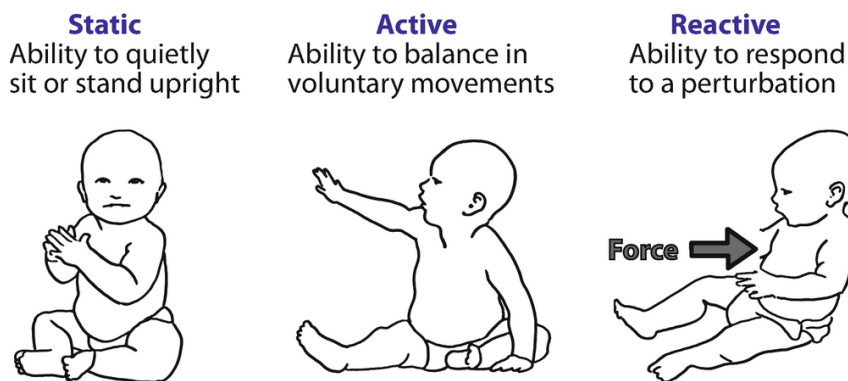 Static
Ability to quietly
sit or stand upright
Active
Ability to balance in
voluntary movements
Reactive
Ability to respond
to a perturbation
Force